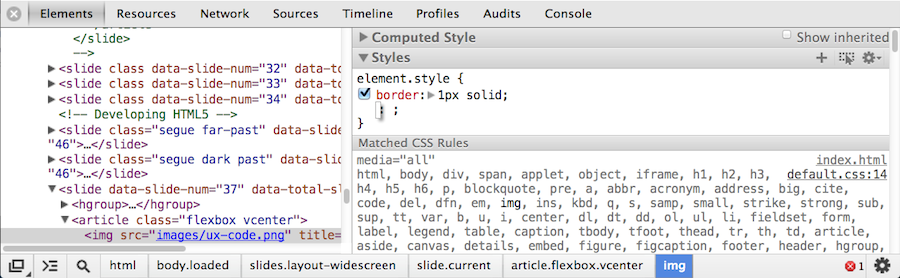 Elements Resources Network Sources Timeline Profiles Audits Console
</slide>
-->
<slide class data-slide-num="32" data-to
<slide class data-slide-num="33" data-to
<slide class data-slide-num="34" data-to
<!-- Developing HTML5 -->
<slide class="segue far-past" data-slide
"46">…</slide>
<slide class="segue dark past" data-slid
"46">…</slide>
<slide data-slide-num="37" data-total-sl
<hgroup>…</hgroup>
<article class="flexbox vcenter">
<img src="images/ux-code.png" title=
Computed Style Show inherited
Styles
element.style {
border: 1px solid;
: ;
}
Matched CSS Rules
media="all" index.html
html, body, div, span, applet, object, iframe, h1, h2, h3, default.css:14
h4, h5, h6, p, blockquote, pre, a, abbr, acronym, address, big, cite,
code, del, dfn, em, img, ins, kbd, q, s, samp, small, strike, strong, sub,
sup, tt, var, b, u, i, center, dl, dt, dd, ol, ul, li, fieldset, form,
label, legend, table, caption, tbody, tfoot, thead, tr, th, td, article,
aside, canvas, details, embed, figure, figcaption, footer, header, hgroup,
html body.loaded slides.layout-widescreen slide.current article.flexbox.vcenter img 1